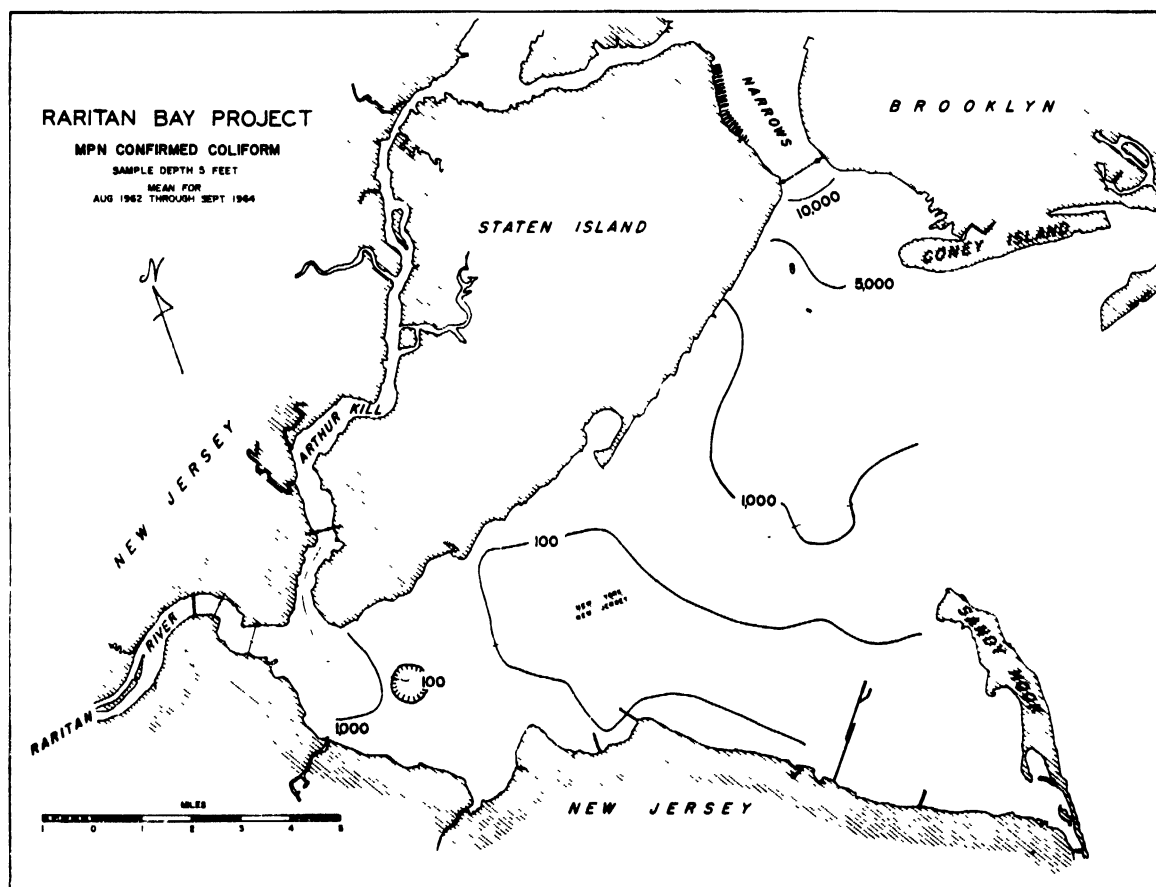 RARITAN BAY PROJECT
MPN CONFIRMED COLIFORM
SAMPLE DEPTH 5 FEET
MEAN FOR
AUG 1962 THROUGH SEPT 1964
N
NARROWS
BROOKLYN
10,000
STATEN ISLAND
CONEY ISLAND
5,000
ARTHUR KILL
NEW JERSEY
1,000
100
NEW YORK
NEW JERSEY
SANDY HOOK
RARITAN RIVER
100
1,000
NEW JERSEY
MILES
1 0 1 2 3 4 5